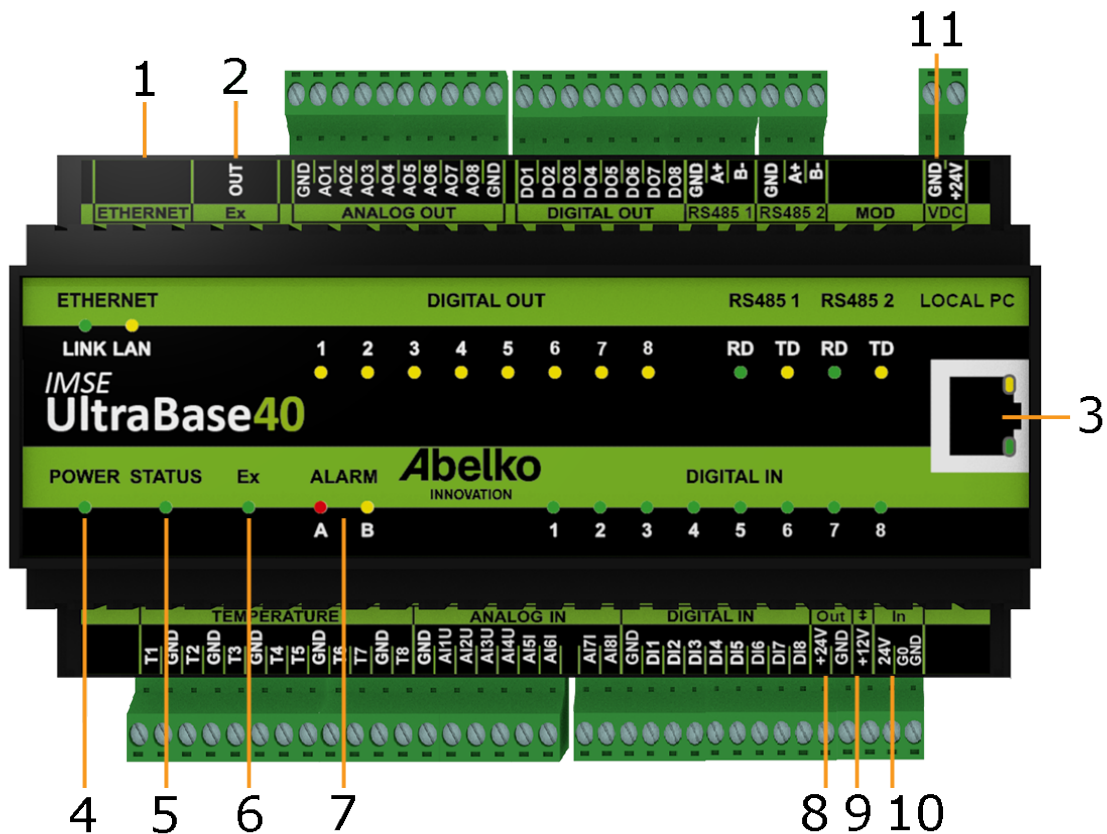 11
1 2
OUT
GND AO1 AO2 AO3 AO4 AO5 AO6 AO7 AO8 GND
DO1 DO2 DO3 DO4 DO5 DO6 DO7 DO8 GND A+ B- GND A+ B-
GND +24V
ETHERNET Ex ANALOG OUT DIGITAL OUT RS485 1 RS485 2 MOD VDC
ETHERNET DIGITAL OUT RS485 1 RS485 2 LOCAL PC
LINK LAN 1 2 3 4 5 6 7 8 RD TD RD TD
IMSE
UltraBase40
3
POWER STATUS Ex ALARM Abelko DIGITAL IN
INNOVATION
A B 1 2 3 4 5 6 7 8
TEMPERATURE ANALOG IN DIGITAL IN Out ↕ In
T1 GND T2 GND T3 GND T4 T5 GND T6 T7 GND T8 GND AI1U AI2U AI3U AI4U AI5I AI6I
AI7I AI8I GND DI1 DI2 DI3 DI4 DI5 DI6 DI7 DI8 +24V GND +12V 24V G0 GND
4 5 6 7 8 9 10